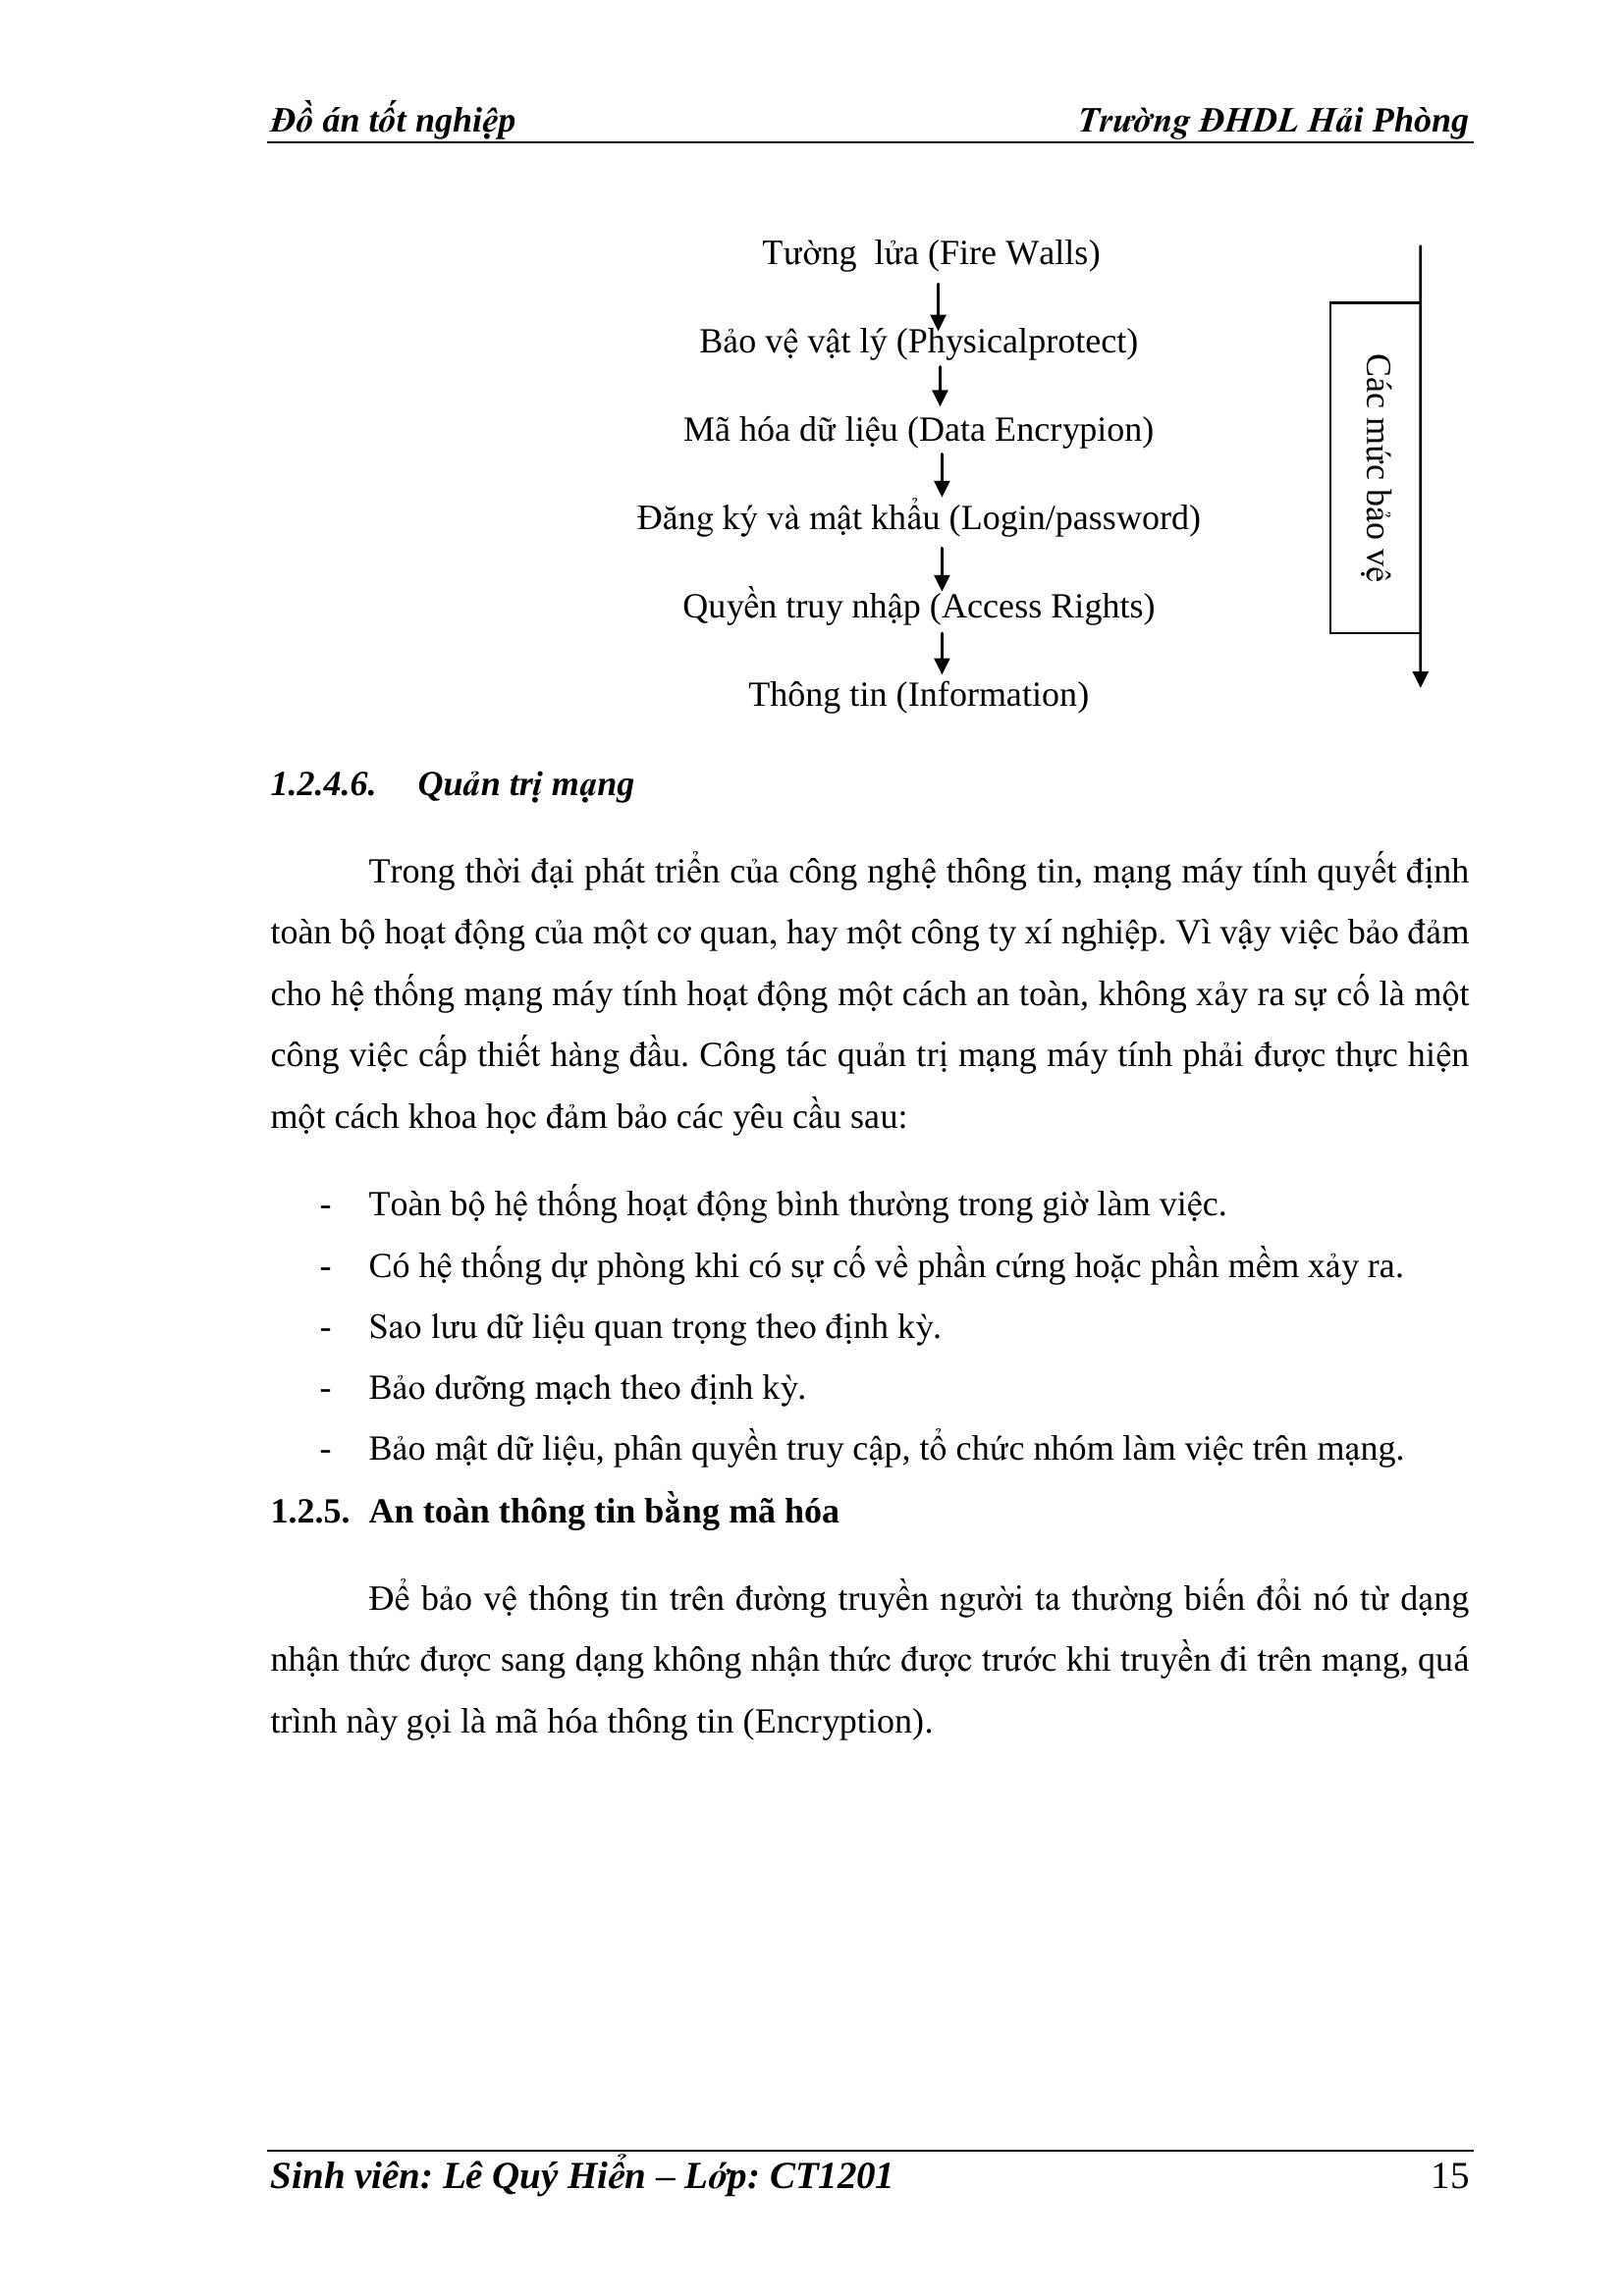 Đồ án tốt nghiệp Trường ĐHDL Hải Phòng
Tường lửa (Fire Walls)
Bảo vệ vật lý (Physicalprotect)
Mã hóa dữ liệu (Data Encrypion)
Đăng ký và mật khẩu (Login/password)
Quyền truy nhập (Access Rights)
Thông tin (Information)
Các mức bảo vệ
1.2.4.6. Quản trị mạng
Trong thời đại phát triển của công nghệ thông tin, mạng máy tính quyết định
toàn bộ hoạt động của một cơ quan, hay một công ty xí nghiệp. Vì vậy việc bảo đảm
cho hệ thống mạng máy tính hoạt động một cách an toàn, không xảy ra sự cố là một
công việc cấp thiết hàng đầu. Công tác quản trị mạng máy tính phải được thực hiện
một cách khoa học đảm bảo các yêu cầu sau:
- Toàn bộ hệ thống hoạt động bình thường trong giờ làm việc.
- Có hệ thống dự phòng khi có sự cố về phần cứng hoặc phần mềm xảy ra.
- Sao lưu dữ liệu quan trọng theo định kỳ.
- Bảo dưỡng mạch theo định kỳ.
- Bảo mật dữ liệu, phân quyền truy cập, tổ chức nhóm làm việc trên mạng.
1.2.5. An toàn thông tin bằng mã hóa
Để bảo vệ thông tin trên đường truyền người ta thường biến đổi nó từ dạng
nhận thức được sang dạng không nhận thức được trước khi truyền đi trên mạng, quá
trình này gọi là mã hóa thông tin (Encryption).
Sinh viên: Lê Quý Hiển – Lớp: CT1201 15